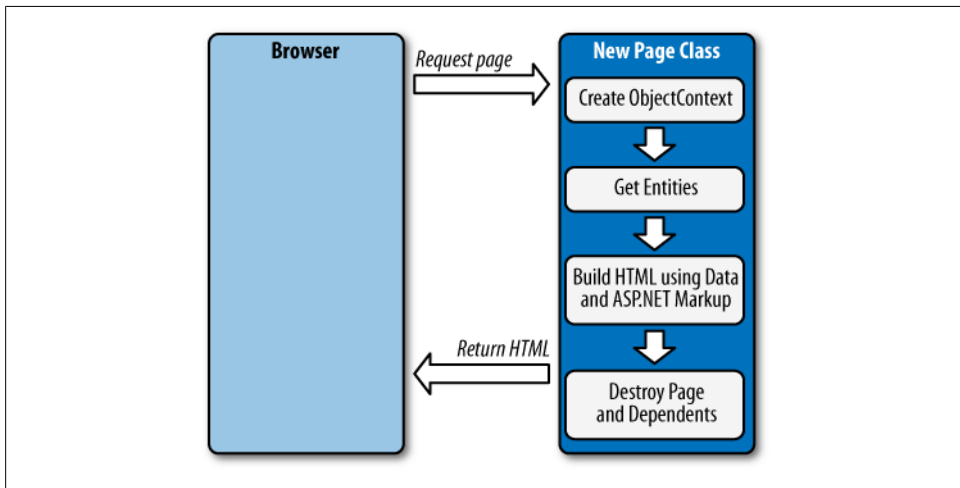 Browser
Request page
New Page Class
Create ObjectContext
Get Entities
Build HTML using Data
and ASP.NET Markup
Return HTML
Destroy Page
and Dependents